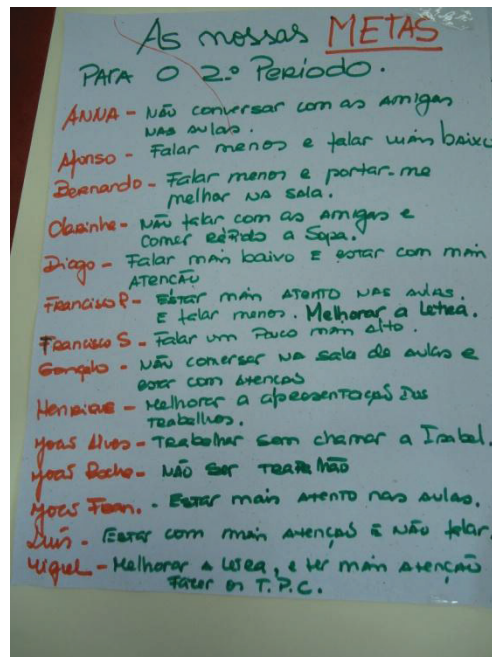 As nossas METAS
PARA O 2.º Período.
ANNA - Não conversar com as amigas
nas aulas.
Afonso - Falar menos e falar mais baixo
Bernardo - Falar menos e portar-me
melhor na sala.
Clarinha - Não falar com as amigas e
comer rápido a sopa.
Diogo - Falar mais baixo e estar com mais
ATENÇÃO
Francisco P - Estar mais atento nas aulas.
E falar menos. Melhorar a letra.
Francisco S - Falar um pouco mais alto.
Gonçalo - Não conversar na sala de aulas e
estar com atenção
Henrique - Melhorar a apresentação dos
trabalhos.
João Alves - Trabalhar sem chamar a Isabel.
João Rocha - Não ser
João Fern. - Estar mais atento nas aulas.
Luís - Estar com mais atenção e não falar.
Miguel - Melhorar a letra, e ter mais atenção
Fazer os T.P.C.